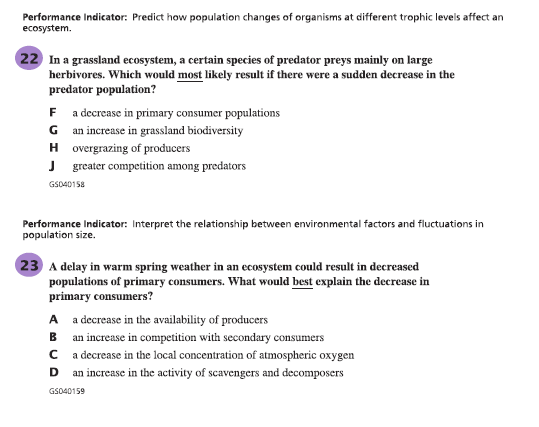 Performance Indicator: Predict how population changes of organisms at different trophic levels affect an
ecosystem.
22 In a grassland ecosystem, a certain species of predator preys mainly on large
herbivores. Which would most likely result if there were a sudden decrease in the
predator population?
F a decrease in primary consumer populations
G an increase in grassland biodiversity
H overgrazing of producers
J greater competition among predators
GS040158
Performance Indicator: Interpret the relationship between environmental factors and fluctuations in
population size.
23 A delay in warm spring weather in an ecosystem could result in decreased
populations of primary consumers. What would best explain the decrease in
primary consumers?
A a decrease in the availability of producers
B an increase in competition with secondary consumers
C a decrease in the local concentration of atmospheric oxygen
D an increase in the activity of scavengers and decomposers
GS040159